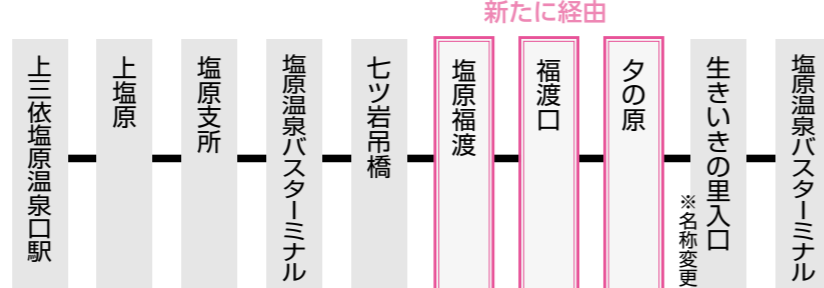 新たに経由
上三依塩原温泉口駅
上塩原
塩原支所
塩原温泉バスターミナル
七ツ岩吊橋
塩原福渡
福渡口
夕の原
生きいきの里入口
※名称変更
塩原温泉バスターミナル